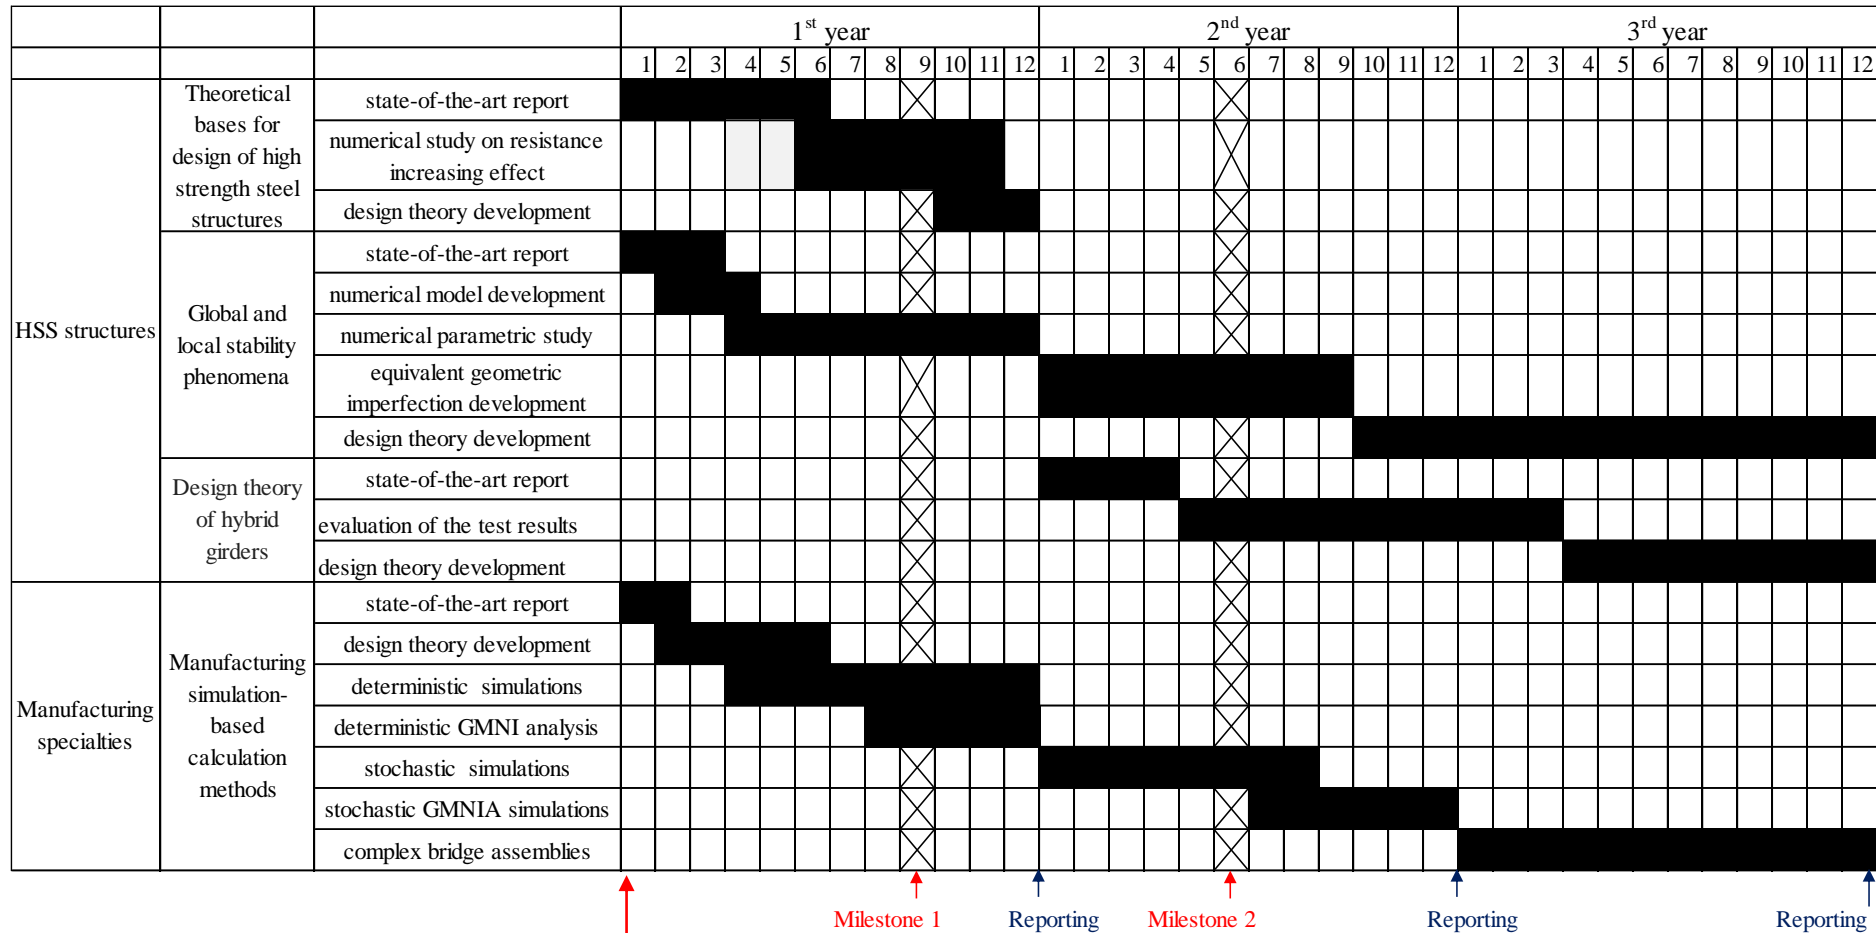 1st year 2nd year 3rd year
1 2 3 4 5 6 7 8 9 10 11 12 1 2 3 4 5 6 7 8 9 10 11 12 1 2 3 4 5 6 7 8 9 10 11 12
HSS structures
Theoretical
bases for
design of high
strength steel
structures
state-of-the-art report
numerical study on resistance
increasing effect
design theory development
Global and
local stability
phenomena
state-of-the-art report
numerical model development
numerical parametric study
equivalent geometric
imperfection development
design theory development
Design theory
of hybrid
girders
state-of-the-art report
evaluation of the test results
design theory development
Manufacturing
specialties
Manufacturing
simulation-
based
calculation
methods
state-of-the-art report
design theory development
deterministic simulations
deterministic GMNI analysis
stochastic simulations
stochastic GMNIA simulations
complex bridge assemblies
Milestone 1 Reporting Milestone 2 Reporting Reporting